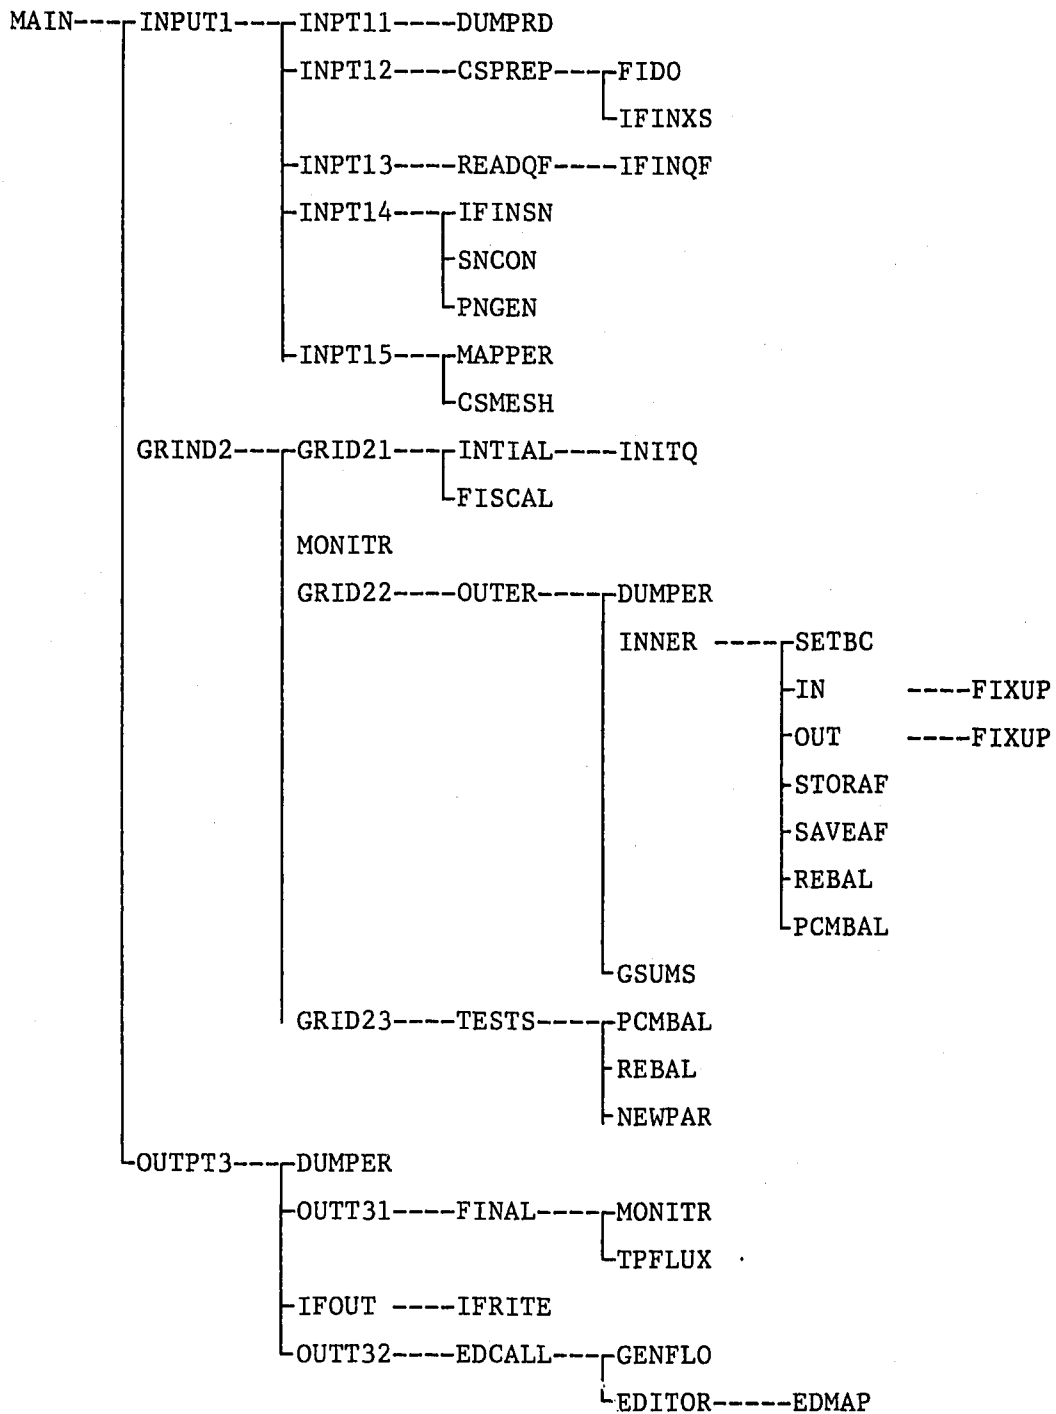 MAIN----INPUT1----INPT11----DUMPRD
INPT12----CSPREP----FIDO
IFINXS
INPT13----READQF----IFINQF
INPT14----IFINSN
SNCON
PNGEN
INPT15----MAPPER
CSMESH
GRIND2----GRID21----INTIAL----INITQ
FISCAL
MONITR
GRID22----OUTER-----DUMPER
INNER -----SETBC
IN ----FIXUP
OUT ----FIXUP
STORAF
SAVEAF
REBAL
PCMBAL
GSUMS
GRID23----TESTS-----PCMBAL
REBAL
NEWPAR
OUTPT3----DUMPER
OUTT31----FINAL-----MONITR
TPFLUX
IFOUT ----IFRITE
OUTT32----EDCALL----GENFLO
EDITOR-----EDMAP